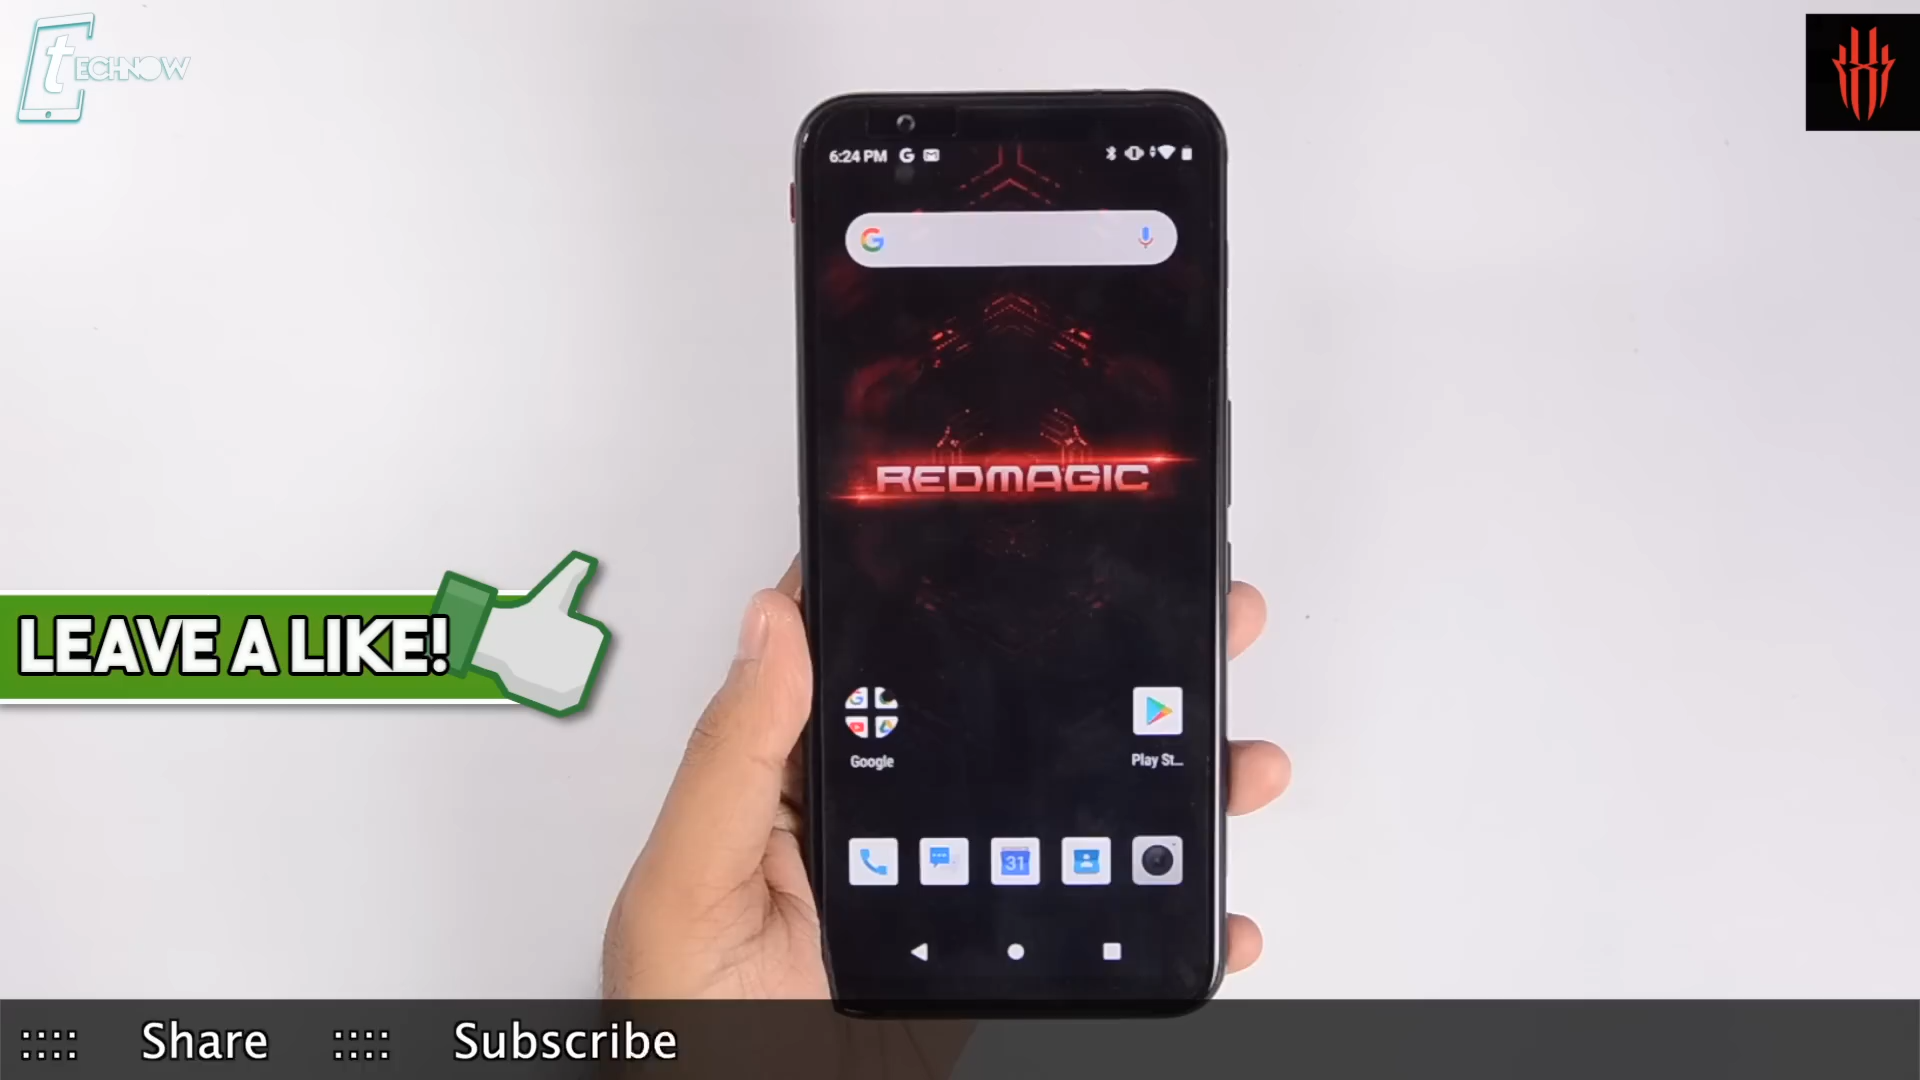 tECHNOW
6:24 PM
REDMAGIC
LEAVE A LIKE!
Google
Play St...
31
:::: Share :::: Subscribe